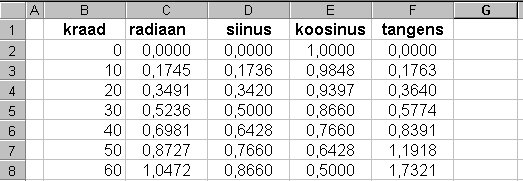 A B C D E F G
1 kraad radiaan siinus koosinus tangens
2 0 0,0000 0,0000 1,0000 0,0000
3 10 0,1745 0,1736 0,9848 0,1763
4 20 0,3491 0,3420 0,9397 0,3640
5 30 0,5236 0,5000 0,8660 0,5774
6 40 0,6981 0,6428 0,7660 0,8391
7 50 0,8727 0,7660 0,6428 1,1918
8 60 1,0472 0,8660 0,5000 1,7321